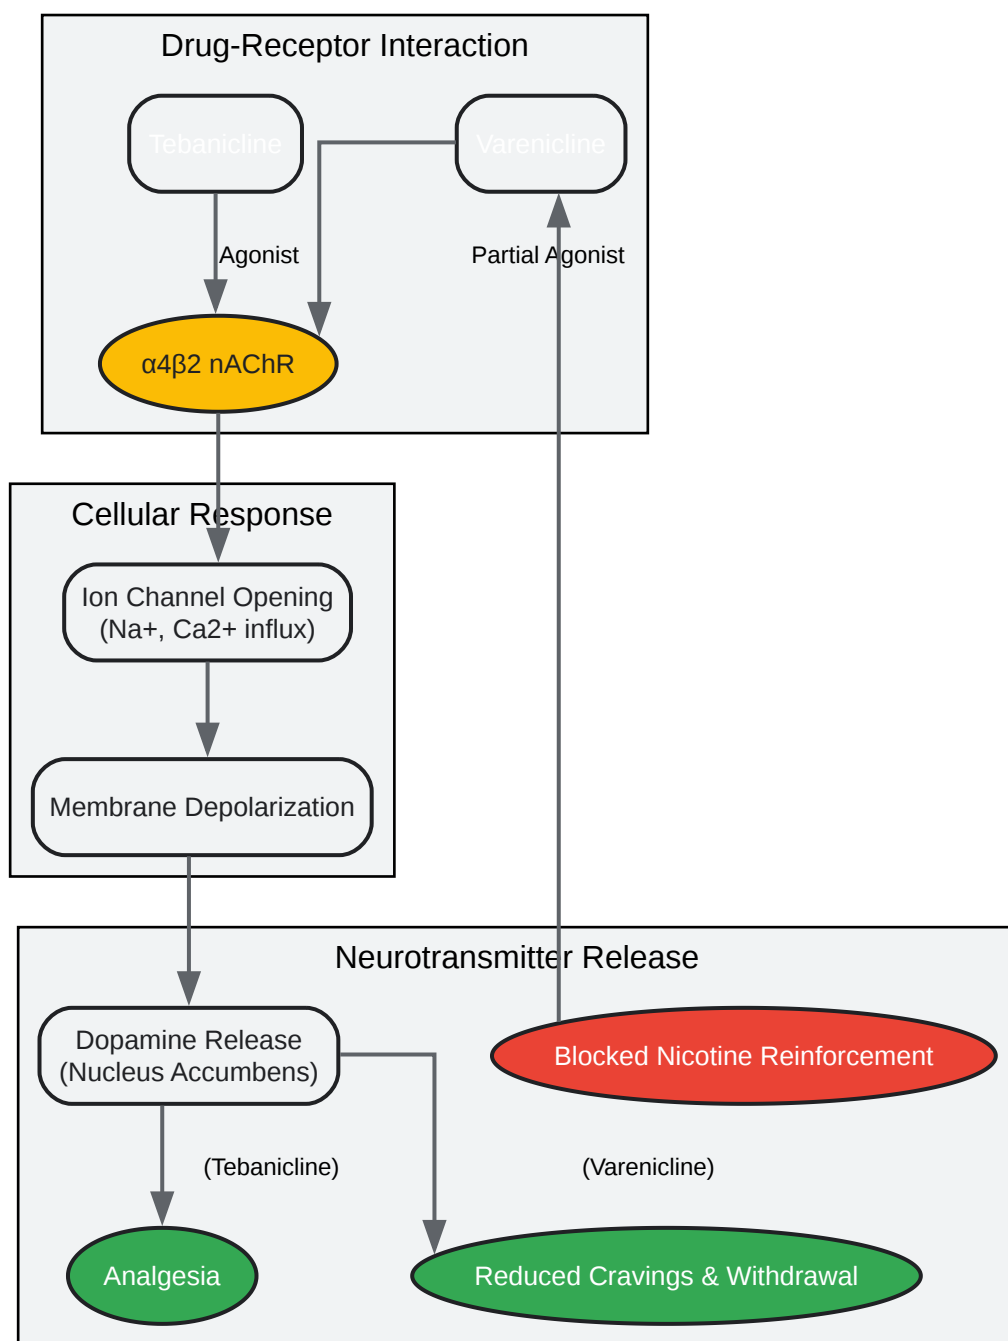 Drug-Receptor Interaction
Tebanicline
Varenicline
Agonist
Partial Agonist
α4β2 nAChR
Cellular Response
Ion Channel Opening
(Na+, Ca2+ influx)
Membrane Depolarization
Neurotransmitter Release
Dopamine Release
(Nucleus Accumbens)
Blocked Nicotine Reinforcement
(Tebanicline)
(Varenicline)
Analgesia
Reduced Cravings & Withdrawal